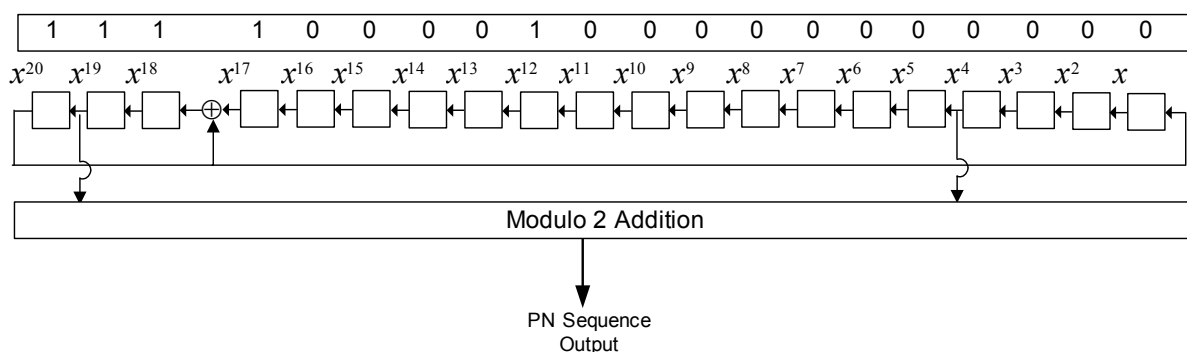 1 1 1 1 0 0 0 0 1 0 0 0 0 0 0 0 0 0 0 0
x²⁰ x¹⁹ x¹⁸ x¹⁷ x¹⁶ x¹⁵ x¹⁴ x¹³ x¹² x¹¹ x¹⁰ x⁹ x⁸ x⁷ x⁶ x⁵ x⁴ x³ x² x
Modulo 2 Addition
PN Sequence
Output